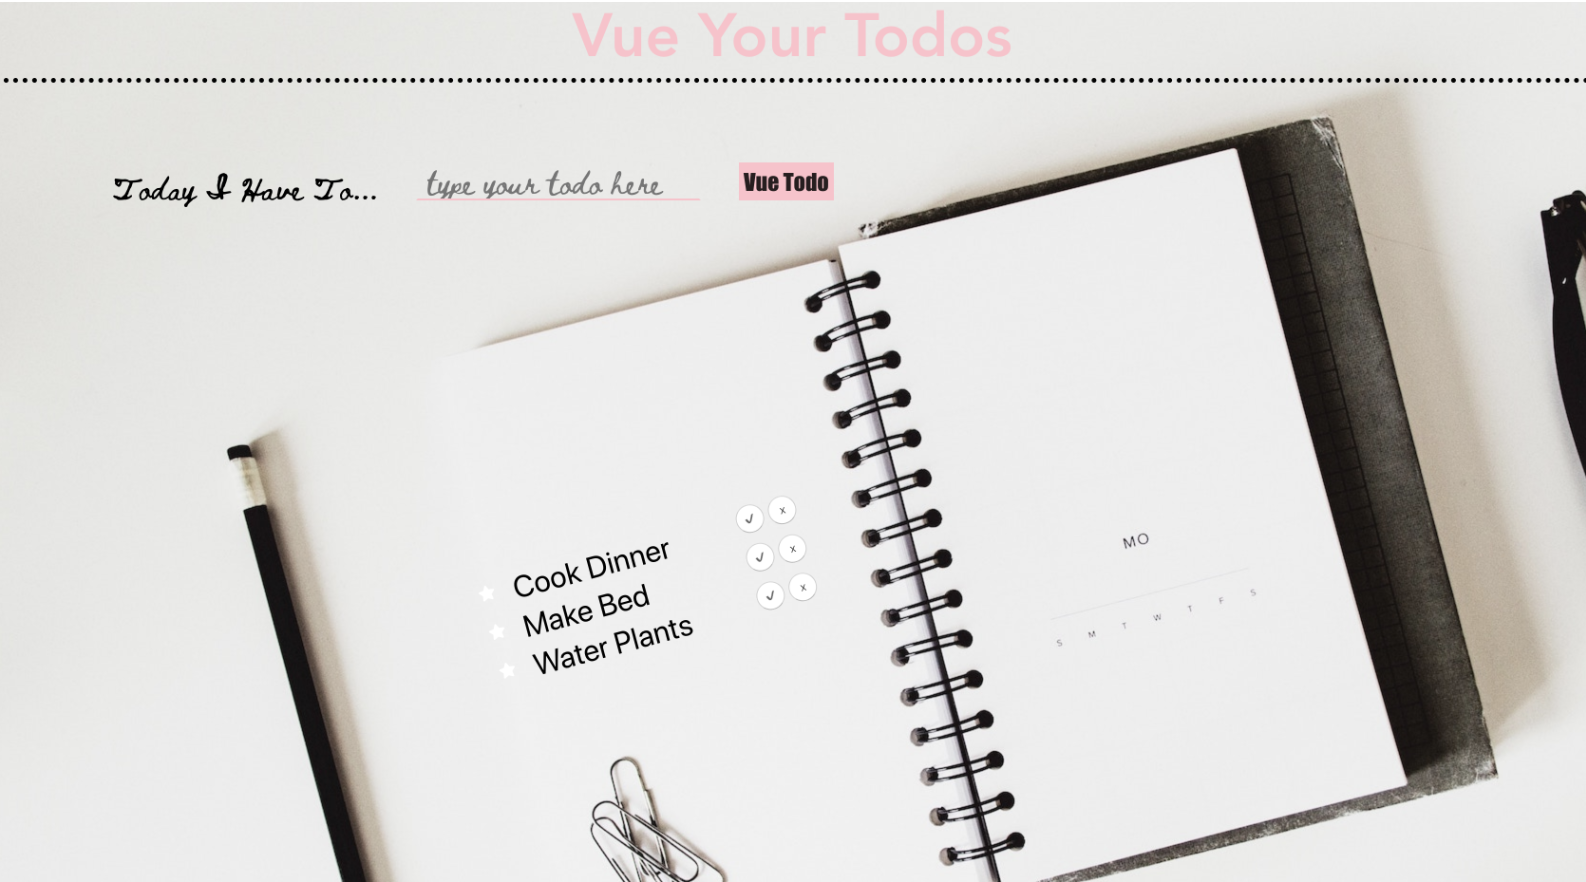 Vue Your Todos
Today I Have To... type your todo here Vue Todo
Cook Dinner ✓ x
Make Bed ✓ x
Water Plants ✓ x
MO
S M T W T F S